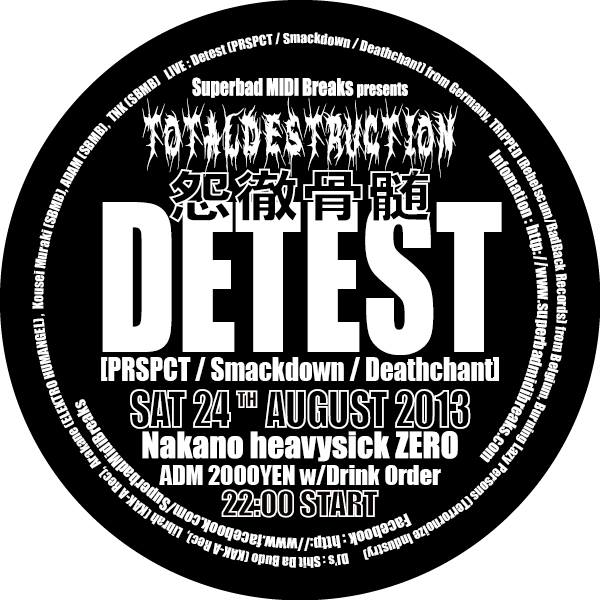 Superbad MIDI Breaks presents
TOTALDESTRUCTION
怨徹骨髄
DETEST
[PRSPCT / Smackdown / Deathchant]
SAT 24TH AUGUST 2013
Nakano heavysick ZERO
ADM 2000YEN w/Drink Order
22:00 START
LIVE : Detest [PRSPCT / Smackdown / Deathchant] from Germany, TRIPPED [Rebelscum/BadBack Records] from Belgium, Burning Lazy Persons [Terrornoize Industry]
DJ's : Shit Da Budo [KAK-A Rec], Librah [KAK-A Rec], Arakane [ELEKTRO HUMANGEL], Kousei Muraki [SBMB], ADAM [SBMB], TNK [SBMB]
Infomation : http://www.superbadmidibreaks.com
Facebook : http://www.facebook.com/SuperbadMidiBreaks